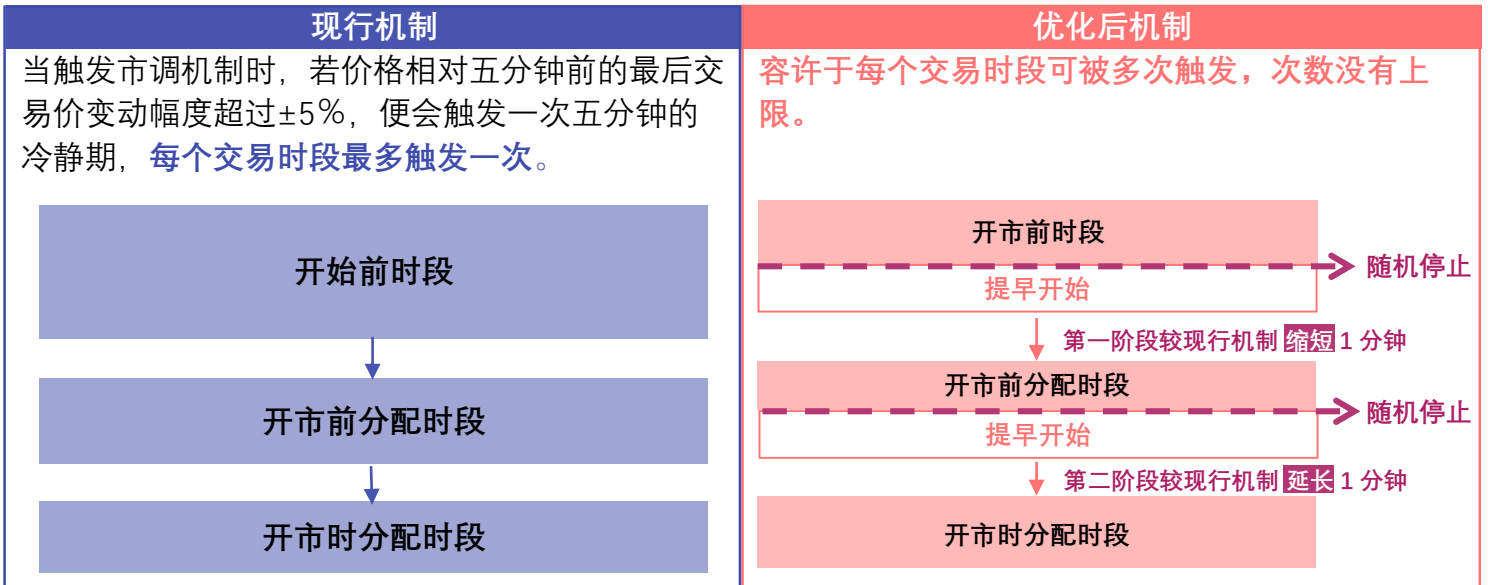 现行机制
当触发市调机制时，若价格相对五分钟前的最后交
易价变动幅度超过±5%，便会触发一次五分钟的
冷静期，每个交易时段最多触发一次。
开始前时段
开市前分配时段
开市时分配时段
优化后机制
容许于每个交易时段可被多次触发，次数没有上
限。
开市前时段
随机停止
提早开始
第一阶段较现行机制 缩短 1 分钟
开市前分配时段
随机停止
提早开始
第二阶段较现行机制 延长 1 分钟
开市时分配时段